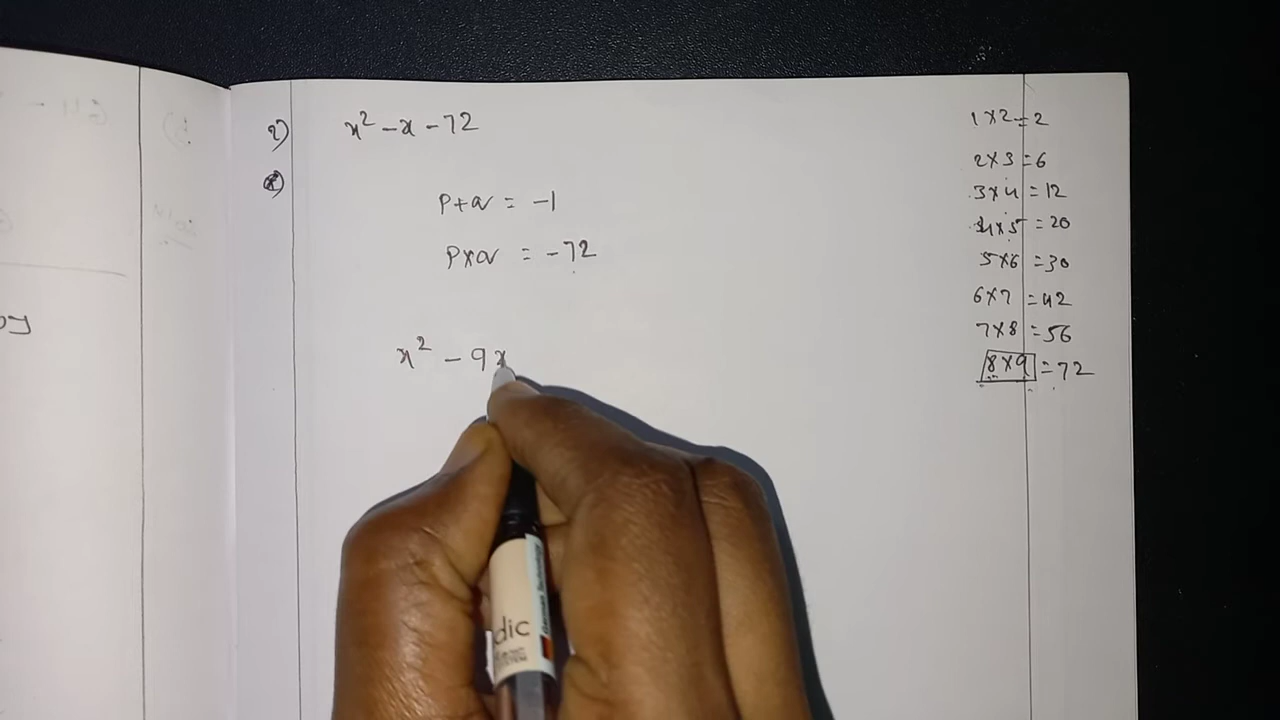 2) x² - x - 72
p+q = -1
p×q = -72
x² - 9x
1×2=2
2×3=6
3×4=12
4×5=20
5×6=30
6×7=42
7×8=56
8×9=72
dic